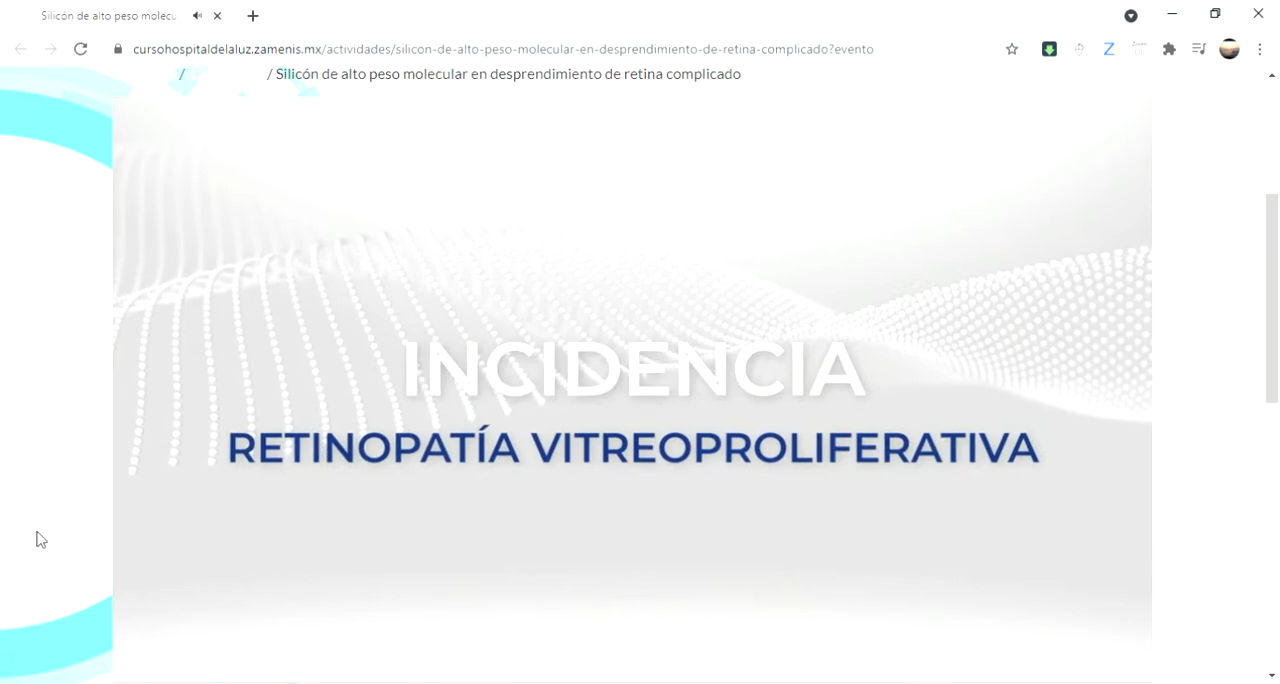 Silicón de alto peso molecu
cursohospitaldelaluz.zamenis.mx/actividades/silicon-de-alto-peso-molecular-en-desprendimiento-de-retina-complicado?evento
/ / Silicón de alto peso molecular en desprendimiento de retina complicado
INCIDENCIA
RETINOPATÍA VITREOPROLIFERATIVA